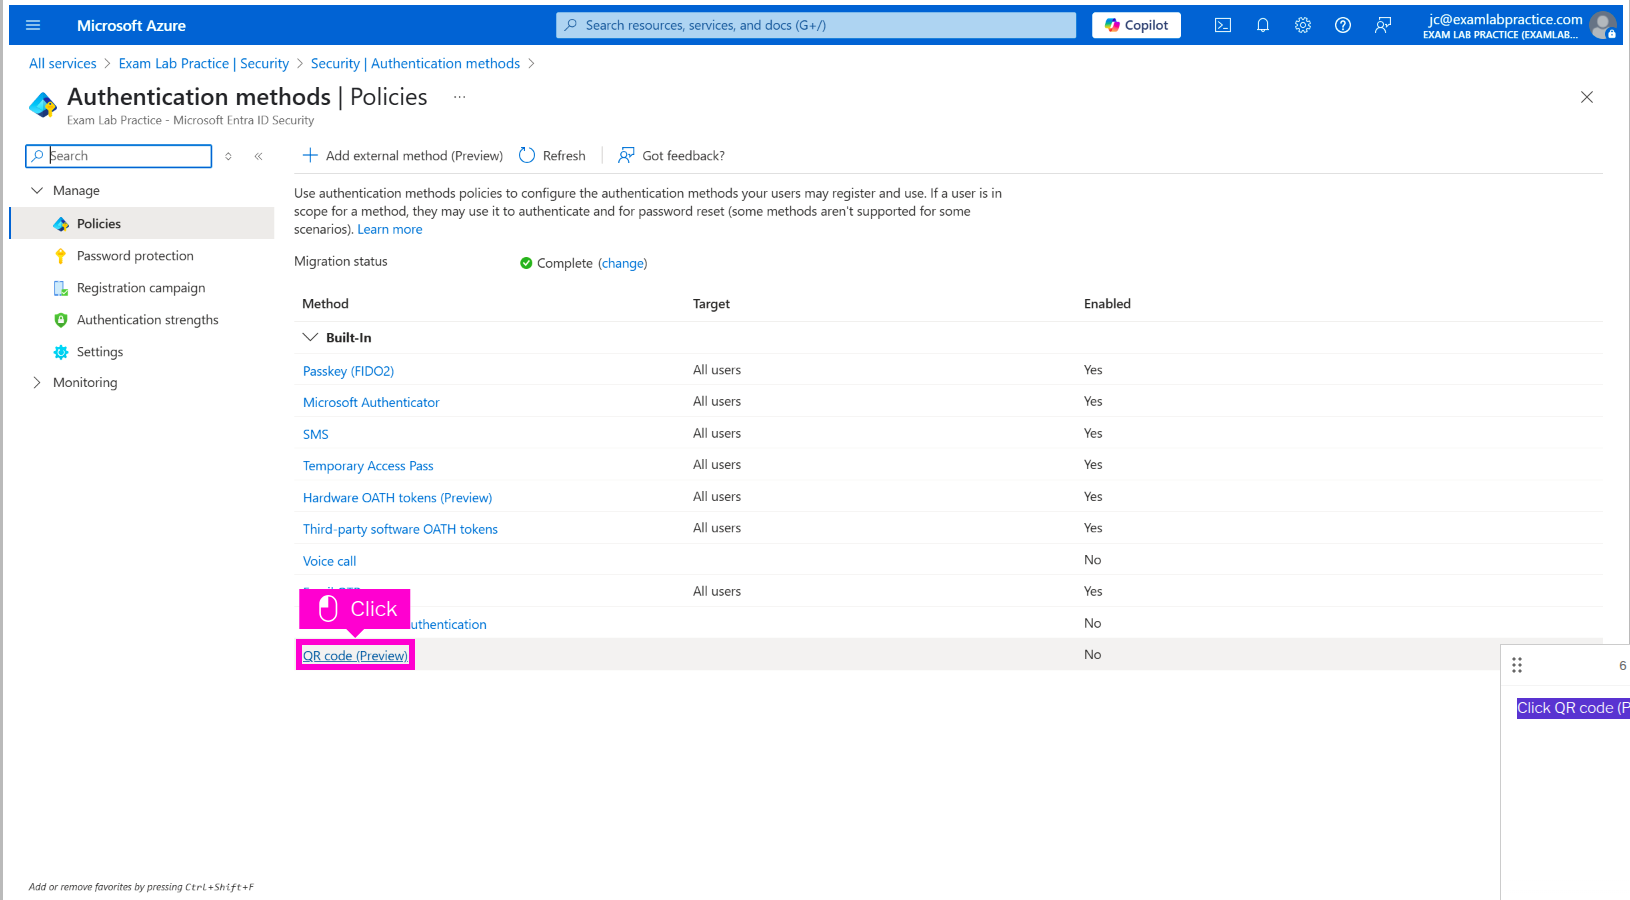 Microsoft Azure
Search resources, services, and docs (G+/)
Copilot
jc@examlabpractice.com
EXAM LAB PRACTICE (EXAMLAB...
All services > Exam Lab Practice | Security > Security | Authentication methods >
Authentication methods | Policies ...
Exam Lab Practice - Microsoft Entra ID Security
Search
Add external method (Preview)
Refresh
Got feedback?
Manage
Policies
Password protection
Registration campaign
Authentication strengths
Settings
Monitoring
Use authentication methods policies to configure the authentication methods your users may register and use. If a user is in
scope for a method, they may use it to authenticate and for password reset (some methods aren't supported for some
scenarios). Learn more
Migration status Complete (change)
Method Target Enabled
Built-In
Passkey (FIDO2) All users Yes
Microsoft Authenticator All users Yes
SMS All users Yes
Temporary Access Pass All users Yes
Hardware OATH tokens (Preview) All users Yes
Third-party software OATH tokens All users Yes
Voice call No
All users Yes
Click
uthentication No
QR code (Preview) No
6
Click QR code (P
Add or remove favorites by pressing Ctrl+Shift+F